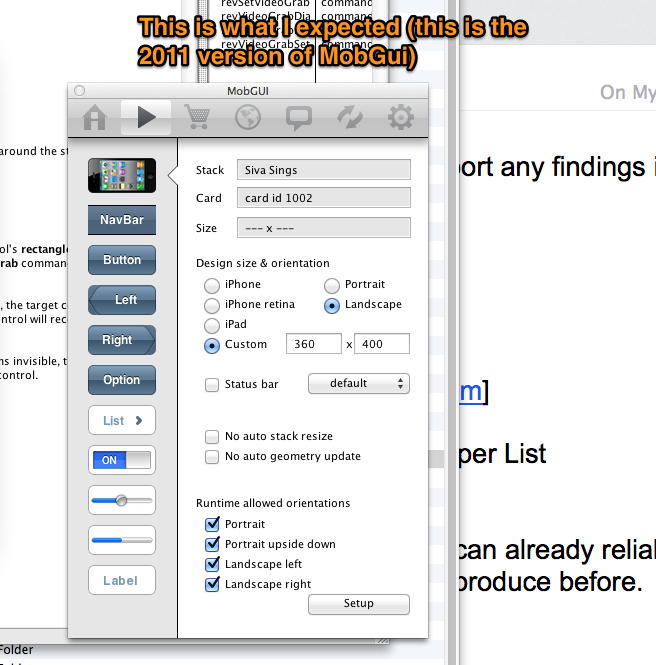 revSetVideoGrab
command
revVideoGrabDia
command
revVideoGrabSet
command
This is what I expected (this is the
2011 version of MobGui)
MobGUI
On My
around the st
ol's rectangle
rab comman
, the target c
ntrol will rec
ns invisible, t
control.
Folder
NavBar
Button
Left
Right
Option
List
ON
Label
Stack Siva Sings
Card card id 1002
Size --- x ---
Design size & orientation
iPhone Portrait
iPhone retina Landscape
iPad
Custom 360 x 400
Status bar default
No auto stack resize
No auto geometry update
Runtime allowed orientations
Portrait
Portrait upside down
Landscape left
Landscape right
Setup
ort any findings i
m]
per List
can already relial
produce before.